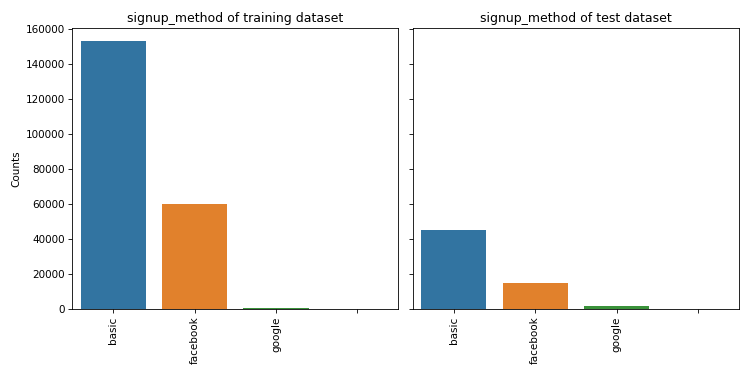 signup_method of training dataset
signup_method of test dataset
160000
140000
120000
100000
80000
60000
40000
20000
0
Counts
basic
facebook
google
basic
facebook
google